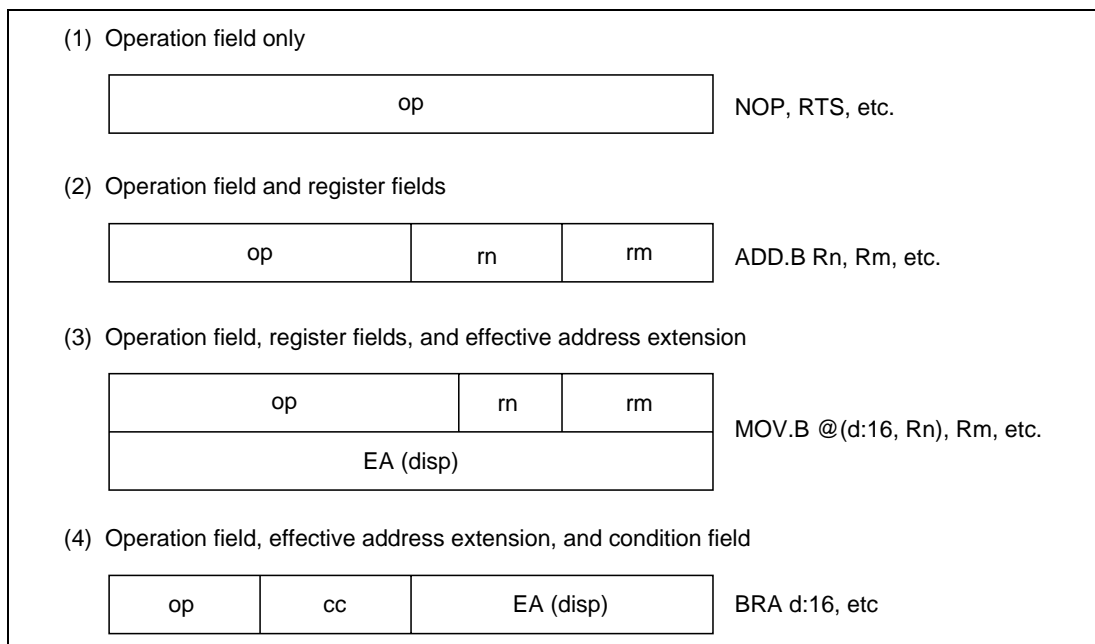 (1) Operation field only
op
NOP, RTS, etc.
(2) Operation field and register fields
op rn rm
ADD.B Rn, Rm, etc.
(3) Operation field, register fields, and effective address extension
op rn rm
MOV.B @(d:16, Rn), Rm, etc.
EA (disp)
(4) Operation field, effective address extension, and condition field
op cc EA (disp)
BRA d:16, etc